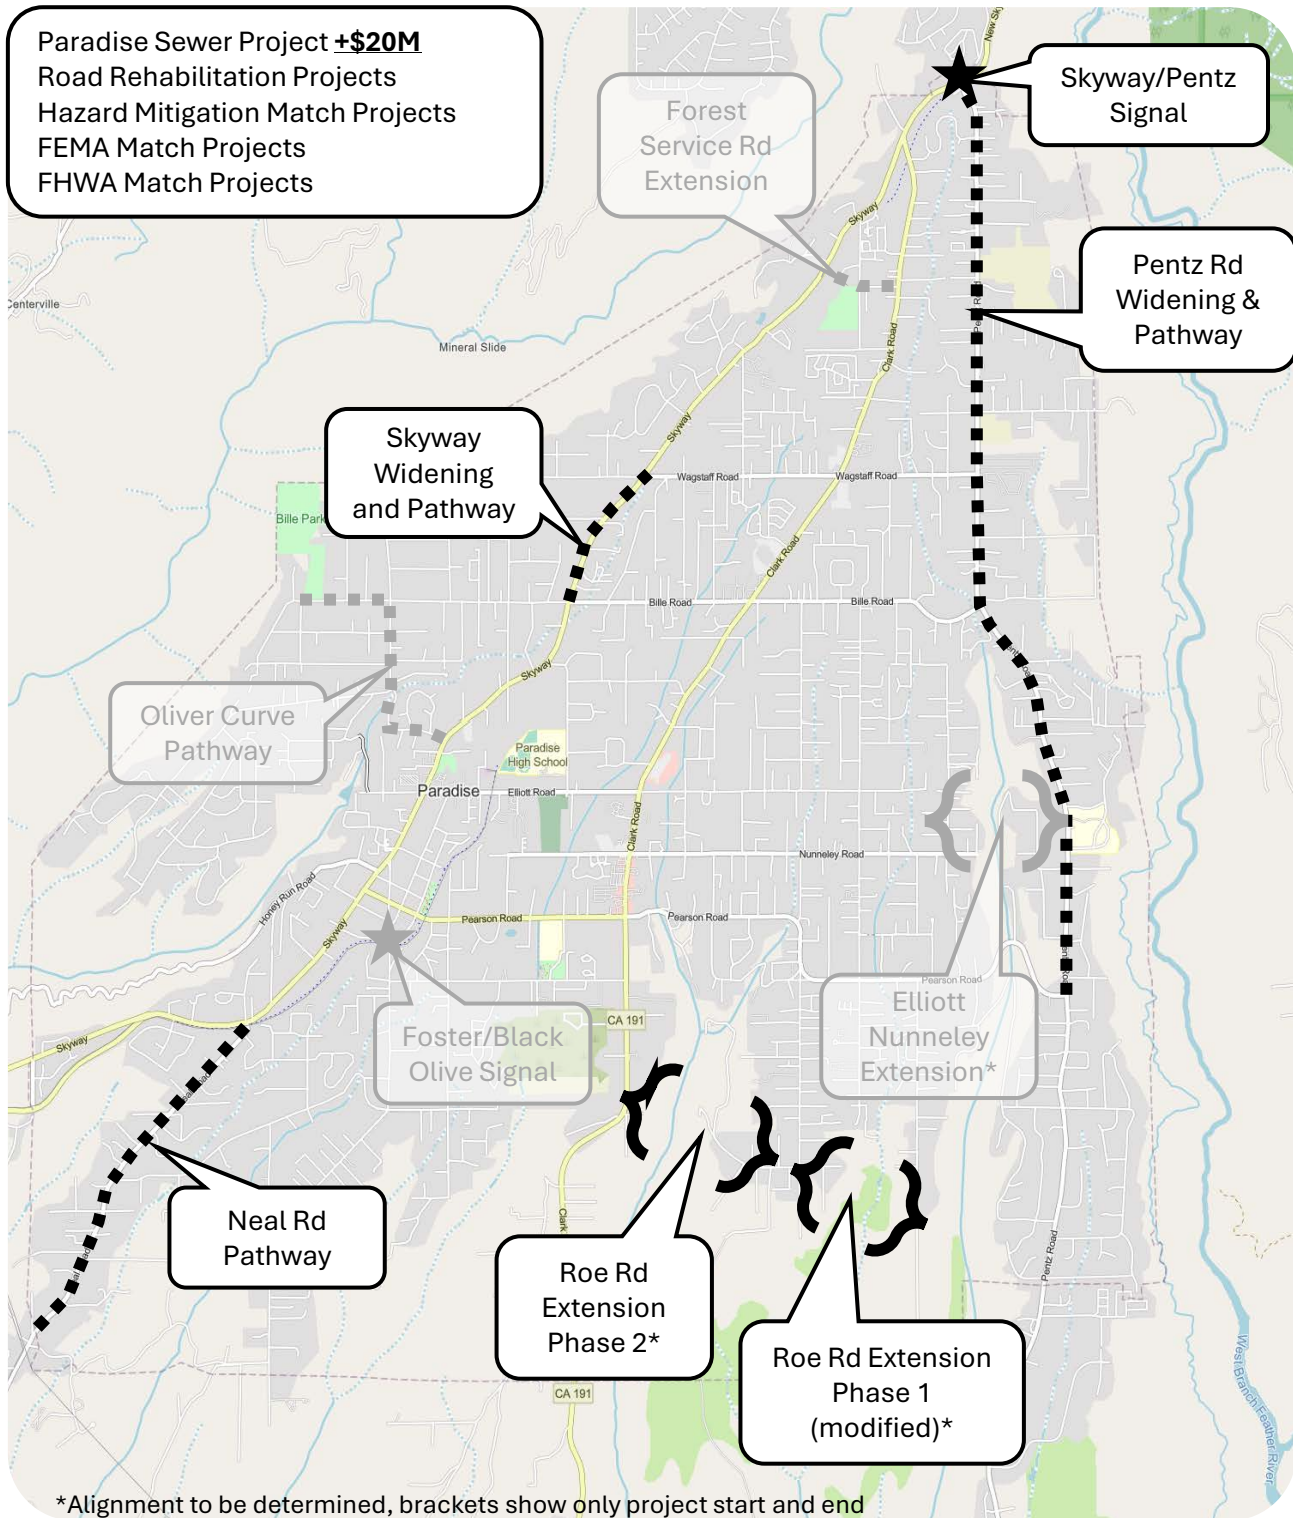 Paradise Sewer Project +$20M
Road Rehabilitation Projects
Hazard Mitigation Match Projects
FEMA Match Projects
FHWA Match Projects
Skyway/Pentz
Signal
Forest
Service Rd
Extension
Skyway
Pentz Rd
Widening &
Pathway
Centerville
Mineral Slide
Clark Road
Skyway
Skyway
Widening
and Pathway
Wagstaff Road
Wagstaff Road
Bille Park
Clark Road
Bille Road
Bille Road
Skyway
Oliver Curve
Pathway
Paradise
High School
Paradise
Elliott Road
Clark Road
Nunneley Road
Honey Run Road
Skyway
Pearson Road
Pearson Road
Pearson Road
Elliott
Nunneley
Extension*
CA 191
Foster/Black
Olive Signal
Skyway
Neal Rd
Pathway
Clark
Pentz Road
Roe Rd
Extension
Phase 2*
Roe Rd Extension
Phase 1
(modified)*
CA 191
West Branch Feather River
*Alignment to be determined, brackets show only project start and end